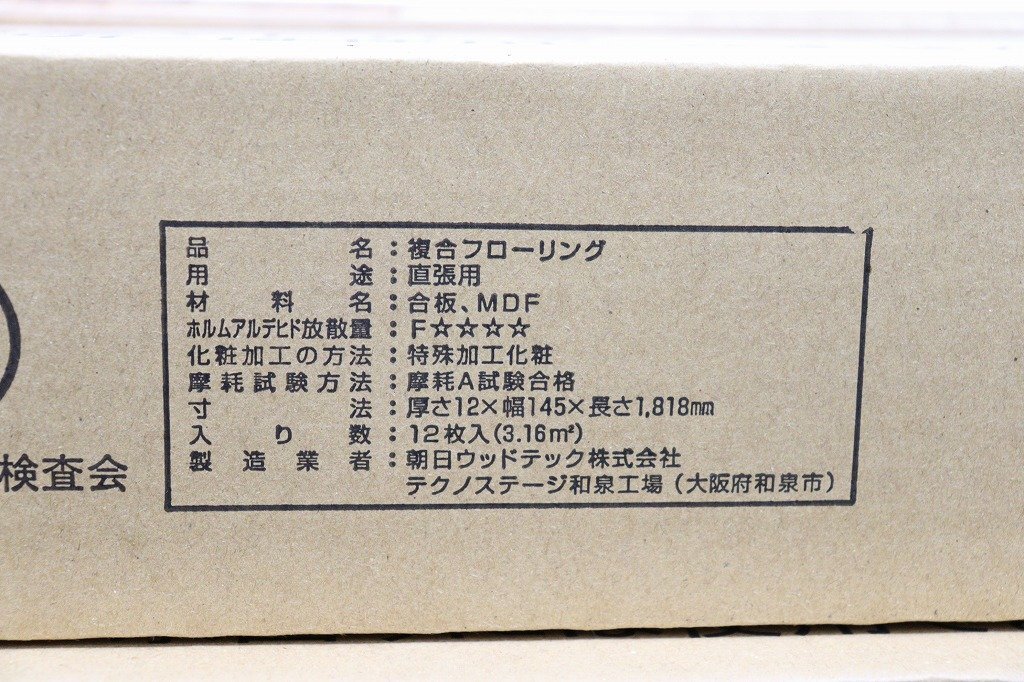 品名：複合フローリング
用途：直張用
材料名：合板、MDF
ホルムアルデヒド放散量：F☆☆☆☆
化粧加工の方法：特殊加工化粧
摩耗試験方法：摩耗A試験合格
寸法：厚さ12×幅145×長さ1,818mm
入り数：12枚入(3.16㎡)
製造業者：朝日ウッドテック株式会社
テクノステージ和泉工場（大阪府和泉市）
検査会